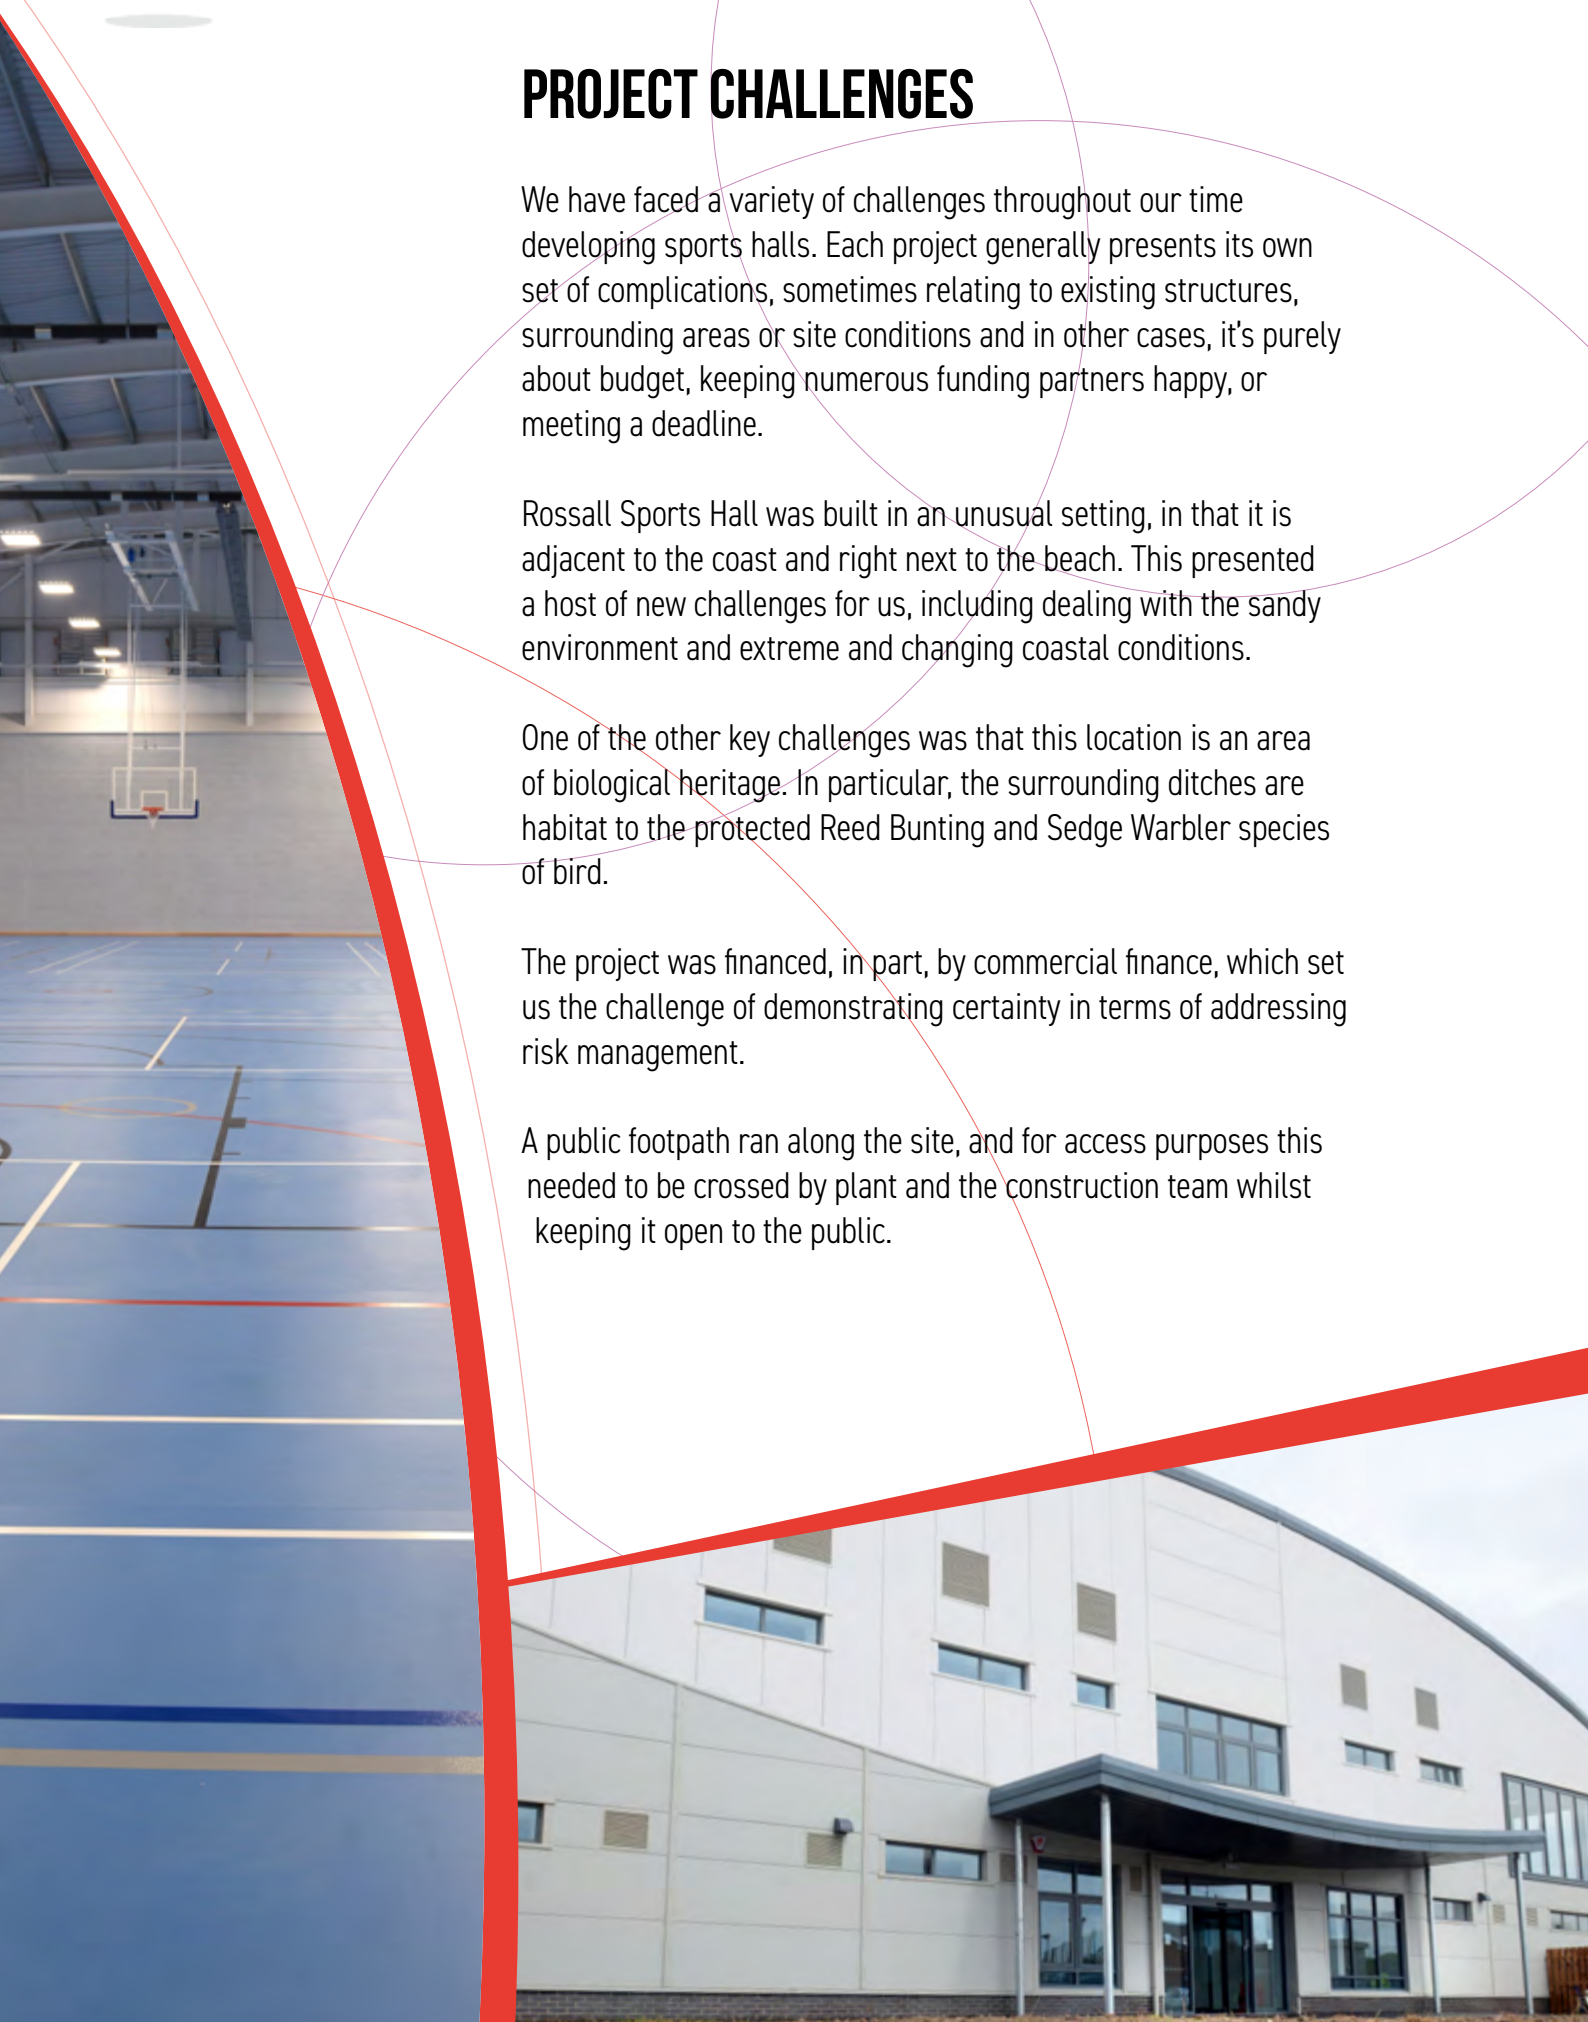 PROJECT CHALLENGES
We have faced a variety of challenges throughout our time
developing sports halls. Each project generally presents its own
set of complications, sometimes relating to existing structures,
surrounding areas or site conditions and in other cases, it's purely
about budget, keeping numerous funding partners happy, or
meeting a deadline.
Rossall Sports Hall was built in an unusual setting, in that it is
adjacent to the coast and right next to the beach. This presented
a host of new challenges for us, including dealing with the sandy
environment and extreme and changing coastal conditions.
One of the other key challenges was that this location is an area
of biological heritage. In particular, the surrounding ditches are
habitat to the protected Reed Bunting and Sedge Warbler species
of bird.
The project was financed, in part, by commercial finance, which set
us the challenge of demonstrating certainty in terms of addressing
risk management.
A public footpath ran along the site, and for access purposes this
needed to be crossed by plant and the construction team whilst
keeping it open to the public.